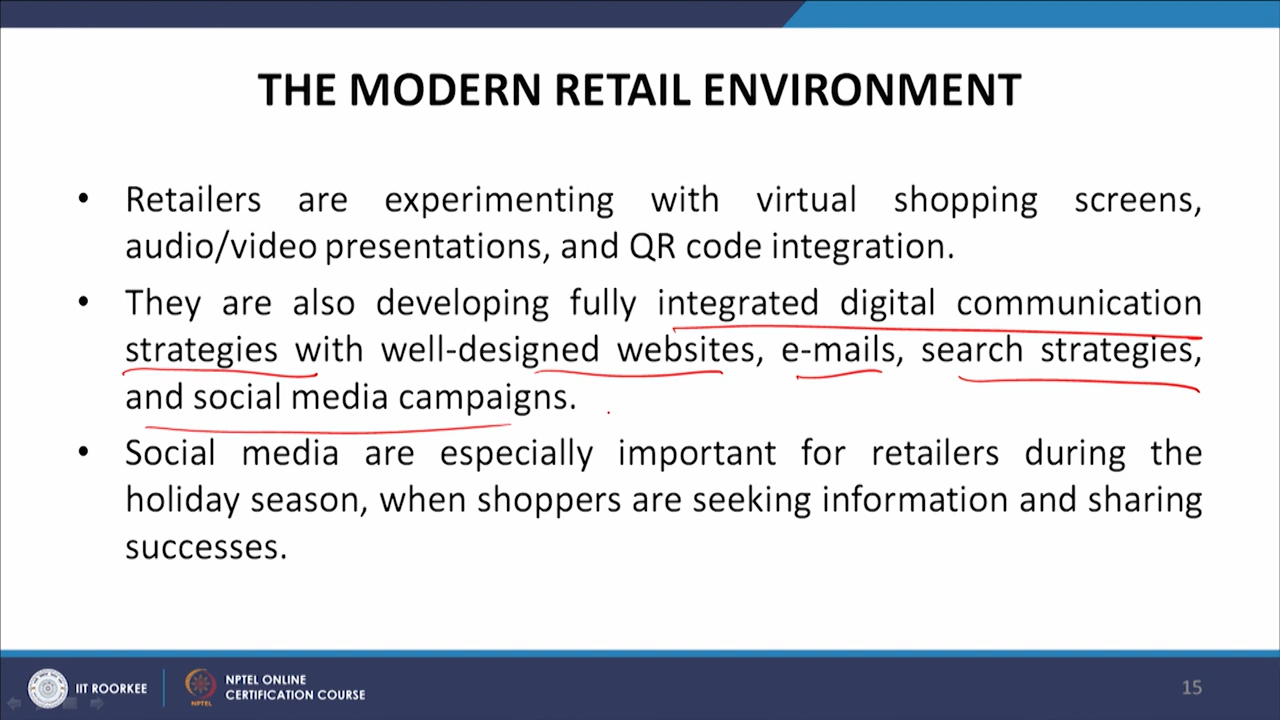 THE MODERN RETAIL ENVIRONMENT
• Retailers are experimenting with virtual shopping screens,
audio/video presentations, and QR code integration.
• They are also developing fully integrated digital communication
strategies with well-designed websites, e-mails, search strategies,
and social media campaigns.
• Social media are especially important for retailers during the
holiday season, when shoppers are seeking information and sharing
successes.
IIT ROORKEE
NPTEL
NPTEL ONLINE
CERTIFICATION COURSE
15